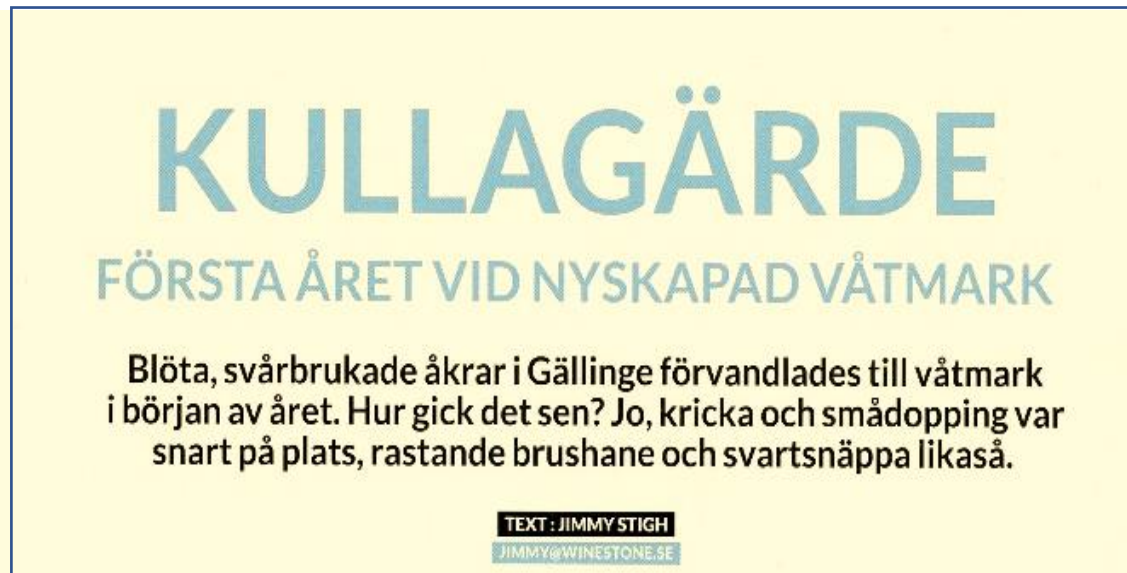 KULLAGÄRDE
FÖRSTA ÅRET VID NYSKAPAD VÅTMARK
Blöta, svårbrukade åkrar i Gällinge förvandlades till våtmark
i början av året. Hur gick det sen? Jo, kricka och smådopping var
snart på plats, rastande brushane och svartsnäppa likaså.
TEXT : JIMMY STIGH
JIMMY@WINESTONE.SE